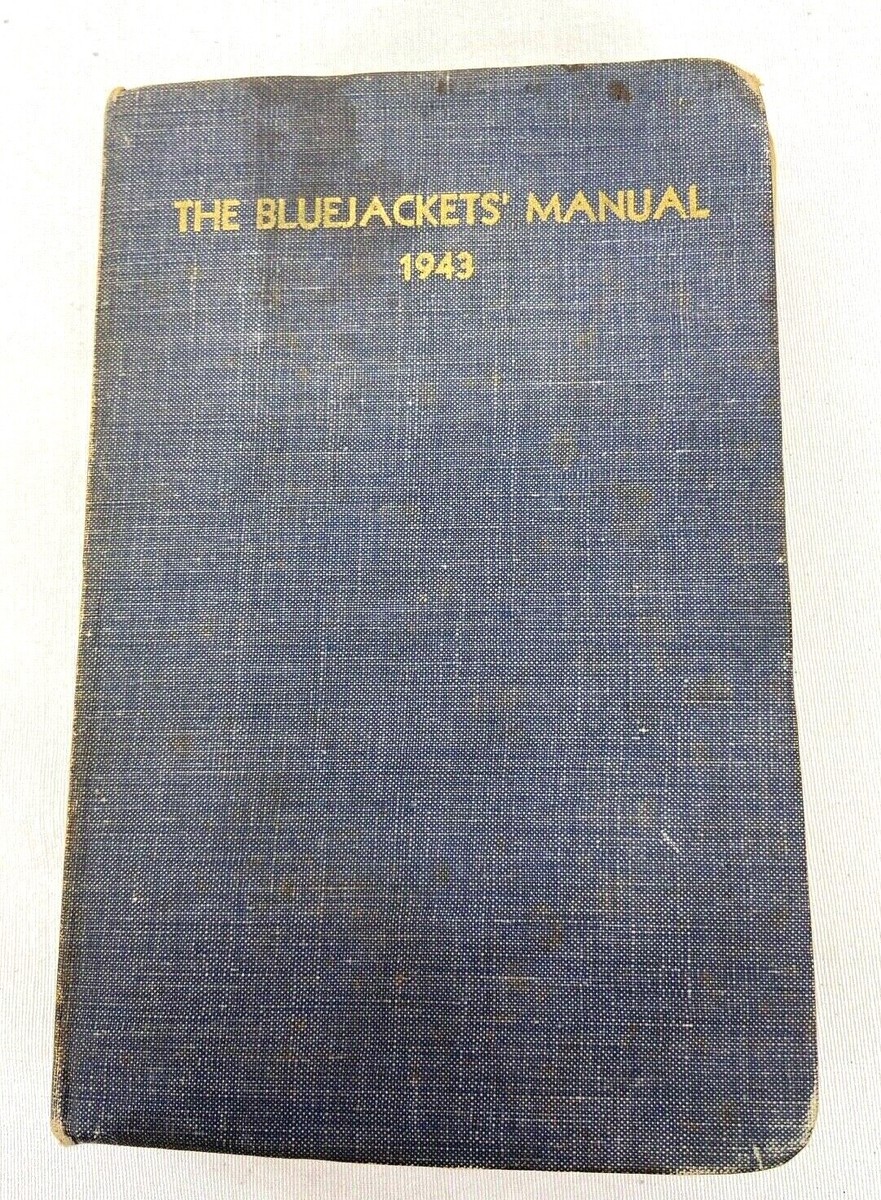 THE BLUEJACKETS' MANUAL
1943